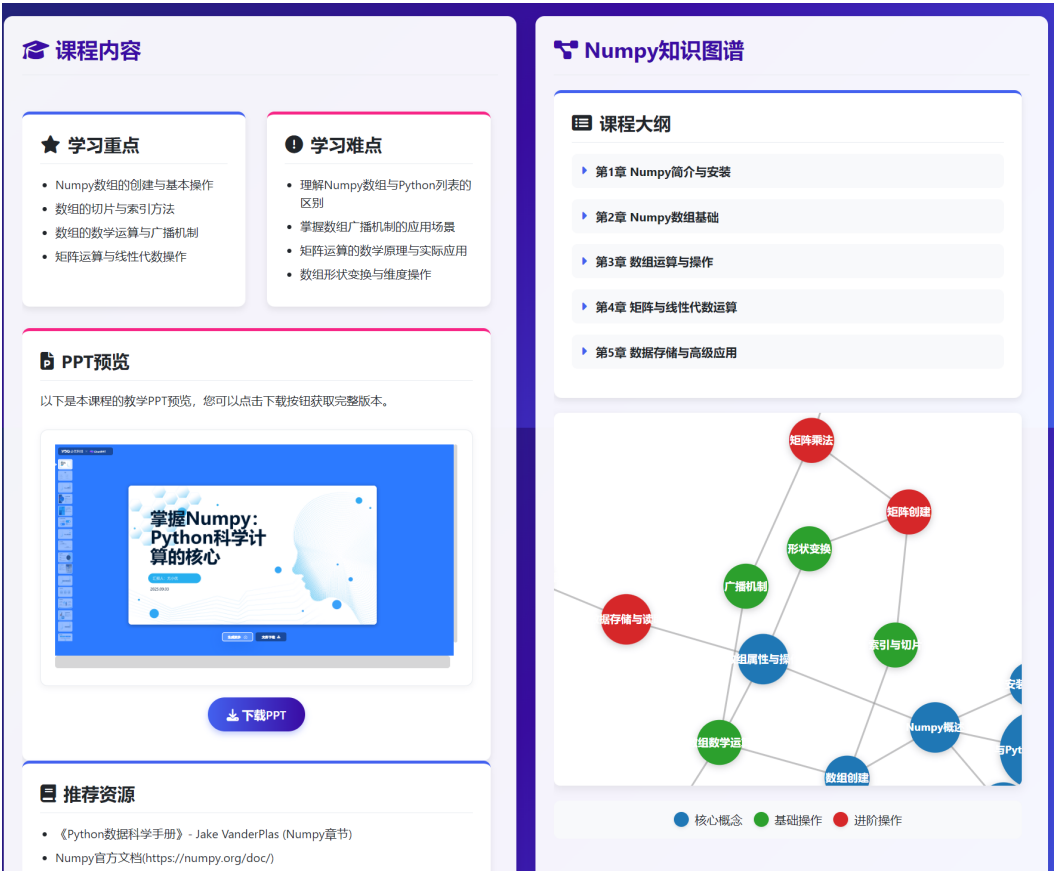 课程内容
学习重点
Numpy数组的创建与基本操作
数组的切片与索引方法
数组的数学运算与广播机制
矩阵运算与线性代数操作
学习难点
理解Numpy数组与Python列表的
区别
掌握数组广播机制的应用场景
矩阵运算的数学原理与实际应用
数组形状变换与维度操作
PPT预览
以下是本课程的教学PPT预览，您可以点击下载按钮获取完整版本。
掌握Numpy：
Python科学计
算的核心
下载PPT
推荐资源
《Python数据科学手册》- Jake VanderPlas (Numpy章节)
Numpy官方文档(https://numpy.org/doc/)
Numpy知识图谱
课程大纲
第1章 Numpy简介与安装
第2章 Numpy数组基础
第3章 数组运算与操作
第4章 矩阵与线性代数运算
第5章 数据存储与高级应用
矩阵乘法
矩阵创建
形状变换
广播机制
据存储与读
索引与切片
组属性与操
安装
Numpy概述
与Pyt
组数学运
数组创建
核心概念
基础操作
进阶操作